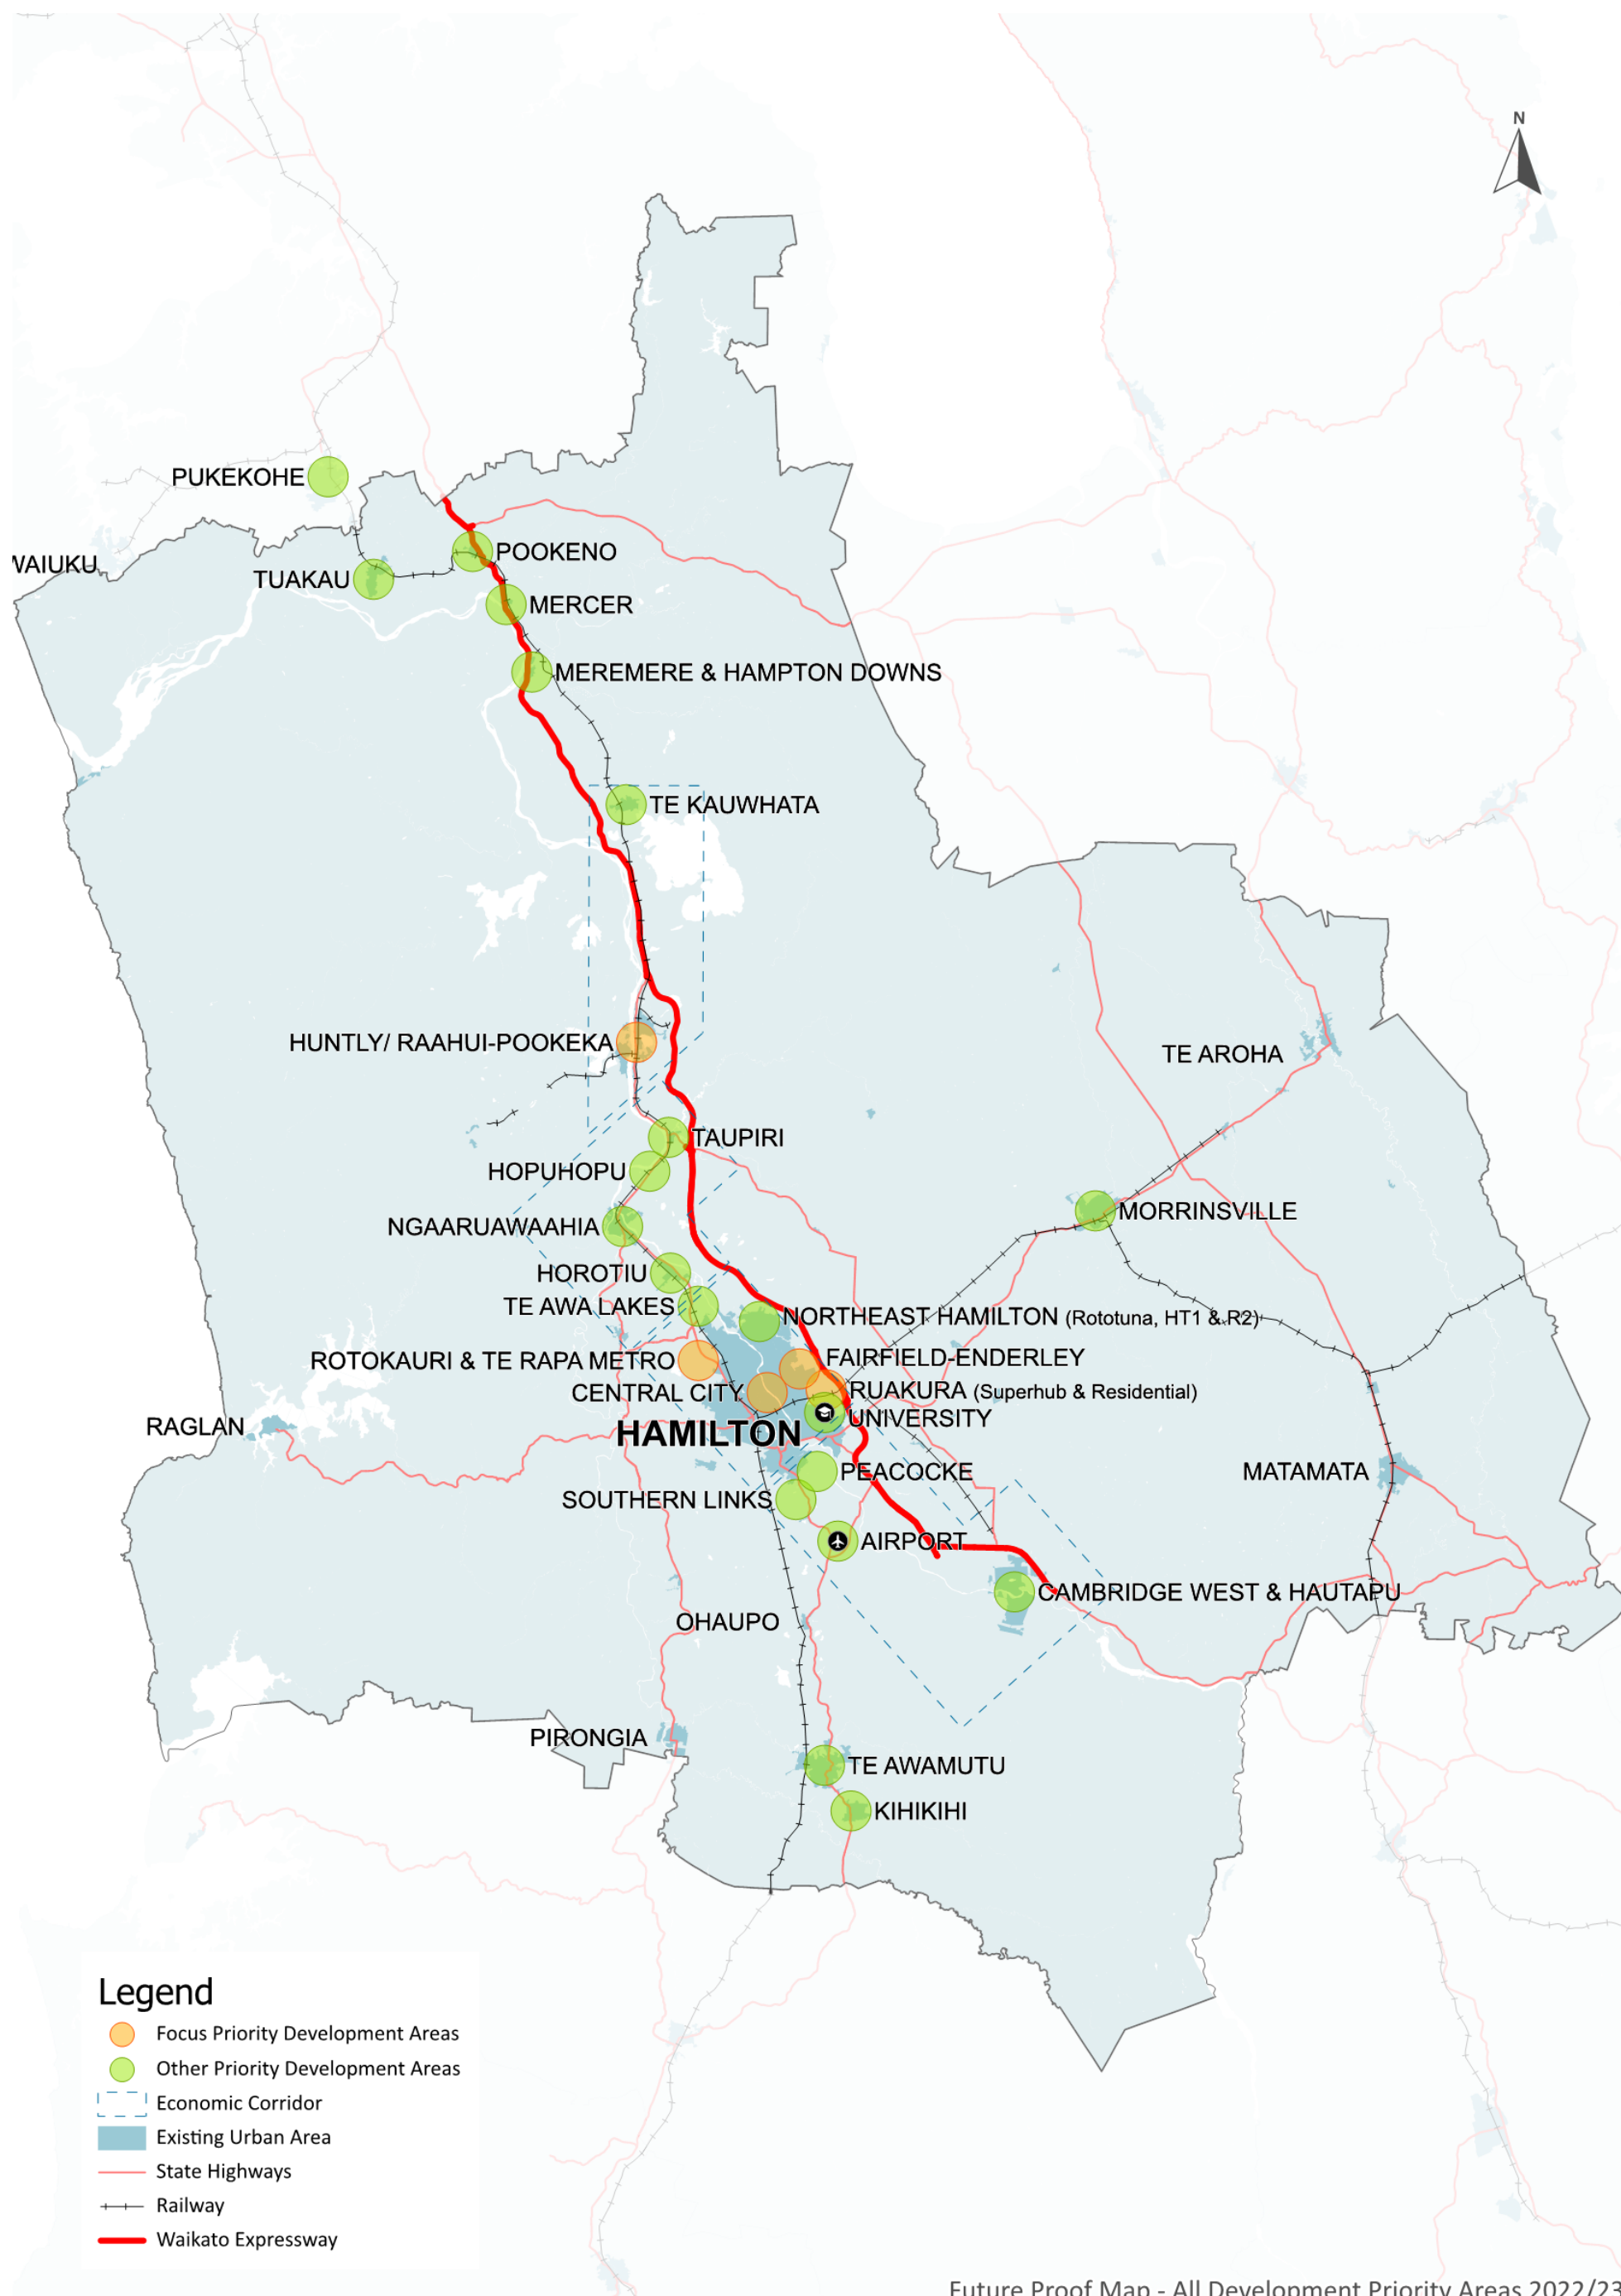 N
PUKEKOHE
WAIUKU
TUAKAU
POOKENO
MERCER
MEREMERE & HAMPTON DOWNS
TE KAUWHATA
HUNTLY/ RAAHUI-POOKEKA
TE AROHA
TAUPIRI
HOPUHOPU
MORRINSVILLE
NGAARUAWAAHIA
HOROTIU
TE AWA LAKES
NORTHEAST HAMILTON (Rototuna, HT1 & R2)
ROTOKAURI & TE RAPA METRO
FAIRFIELD-ENDERLEY
CENTRAL CITY
RUAKURA (Superhub & Residential)
UNIVERSITY
RAGLAN
HAMILTON
PEACOCKE
MATAMATA
SOUTHERN LINKS
AIRPORT
CAMBRIDGE WEST & HAUTAPU
OHAUPO
PIRONGIA
TE AWAMUTU
KIHIKIHI
Legend
Focus Priority Development Areas
Other Priority Development Areas
Economic Corridor
Existing Urban Area
State Highways
Railway
Waikato Expressway
Future Proof Map - All Development Priority Areas 2022/23